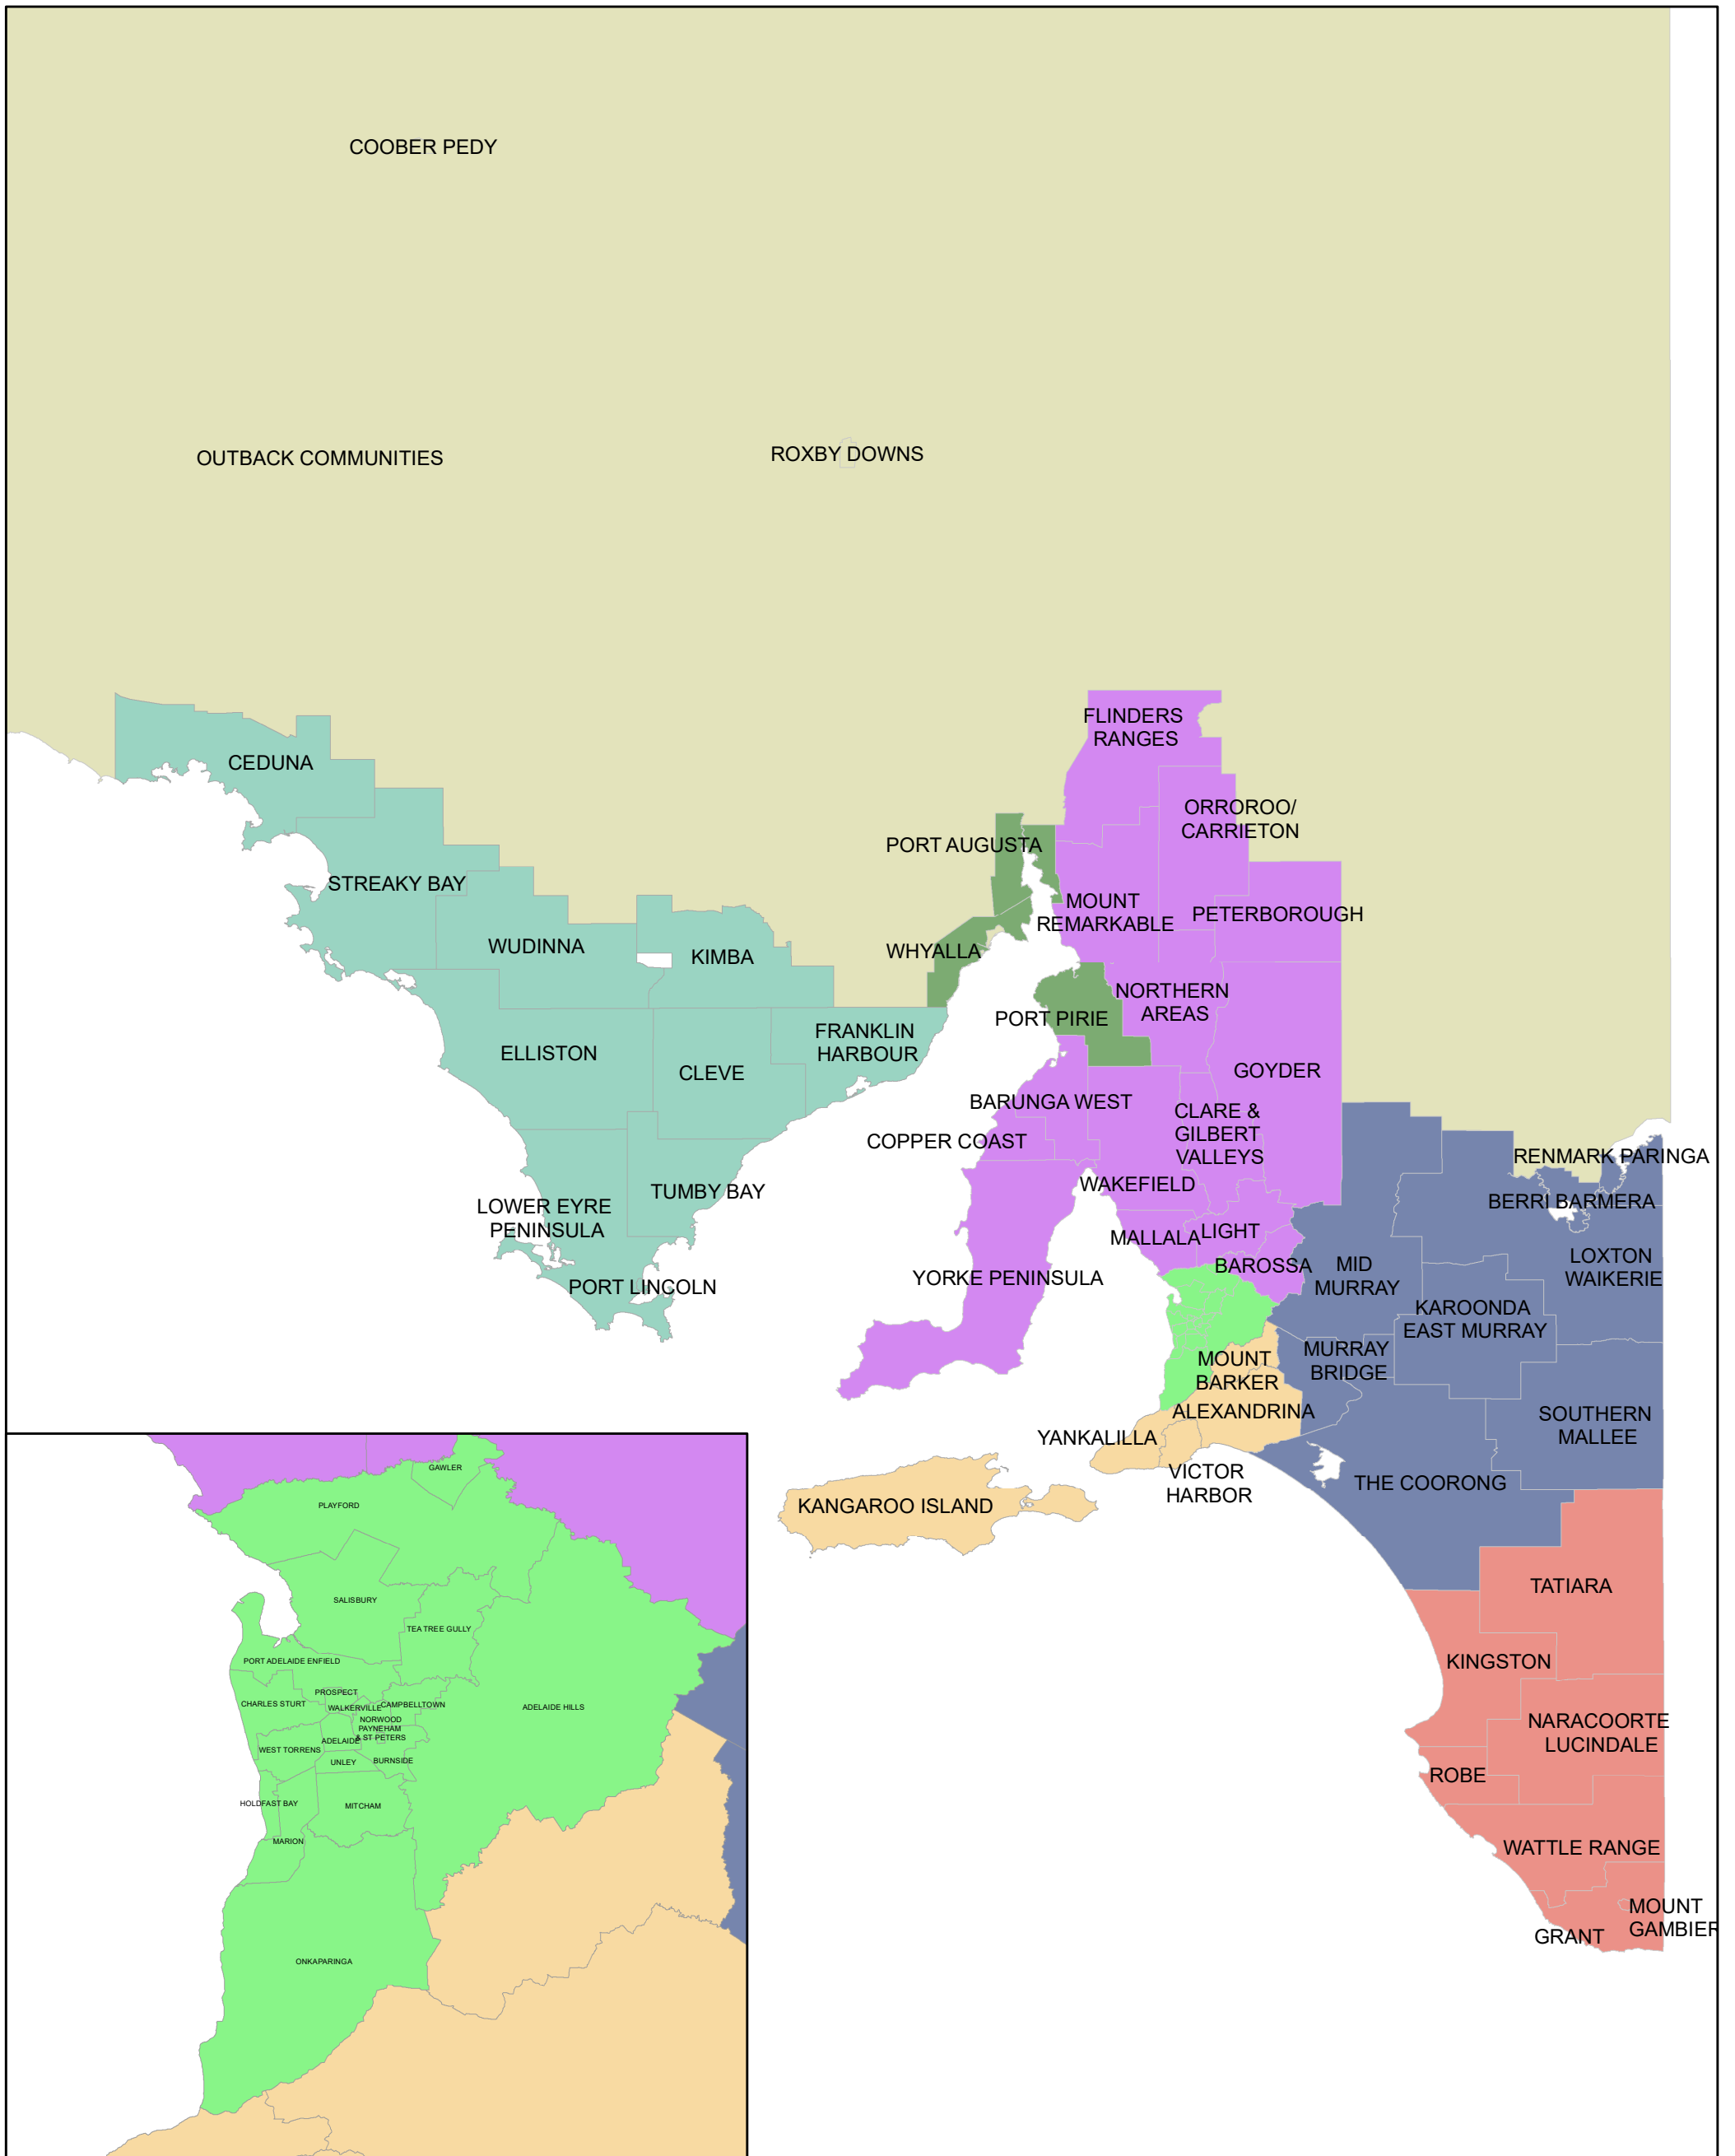 COOBER PEDY
OUTBACK COMMUNITIES
ROXBY DOWNS
FLINDERS
RANGES
CEDUNA
ORROROO/
CARRIETON
PORT AUGUSTA
STREAKY BAY
MOUNT
REMARKABLE
PETERBOROUGH
WUDINNA
KIMBA
WHYALLA
NORTHERN
AREAS
PORT PIRIE
FRANKLIN
HARBOUR
ELLISTON
CLEVE
GOYDER
BARUNGA WEST
CLARE &
GILBERT
VALLEYS
COPPER COAST
RENMARK PARINGA
WAKEFIELD
TUMBY BAY
BERRI BARMERA
LOWER EYRE
PENINSULA
MALLALA
LIGHT
BAROSSA
MID
MURRAY
LOXTON
WAIKERIE
YORKE PENINSULA
PORT LINCOLN
KAROONDA
EAST MURRAY
MOUNT
BARKER
MURRAY
BRIDGE
ALEXANDRINA
SOUTHERN
MALLEE
YANKALILLA
VICTOR
HARBOR
THE COORONG
KANGAROO ISLAND
TATIARA
KINGSTON
NARACOORTE
LUCINDALE
ROBE
WATTLE RANGE
MOUNT
GAMBIER
GRANT
GAWLER
PLAYFORD
SALISBURY
TEA TREE GULLY
PORT ADELAIDE ENFIELD
PROSPECT
CHARLES STURT
WALKERVILLE
CAMPBELLTOWN
ADELAIDE HILLS
NORWOOD
PAYNEHAM
& ST PETERS
ADELAIDE
WEST TORRENS
UNLEY
BURNSIDE
HOLDFAST BAY
MITCHAM
MARION
ONKAPARINGA